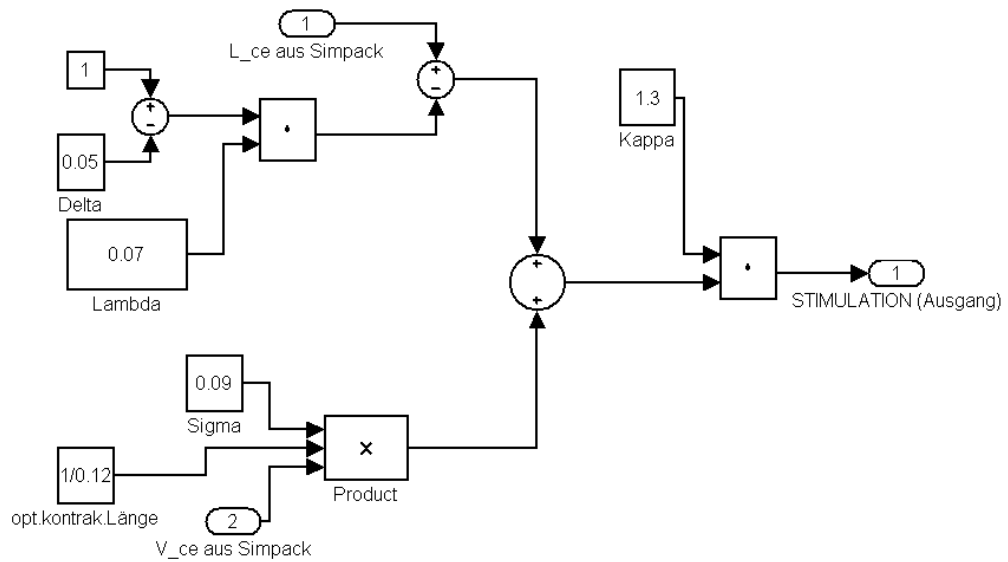 1
L_ce aus Simpack
1
+
−
+
−
0.05
Delta
0.07
Lambda
1.3
Kappa
+
+
1
STIMULATION (Ausgang)
0.09
Sigma
×
Product
1/0.12
opt.kontrak.Länge
2
V_ce aus Simpack